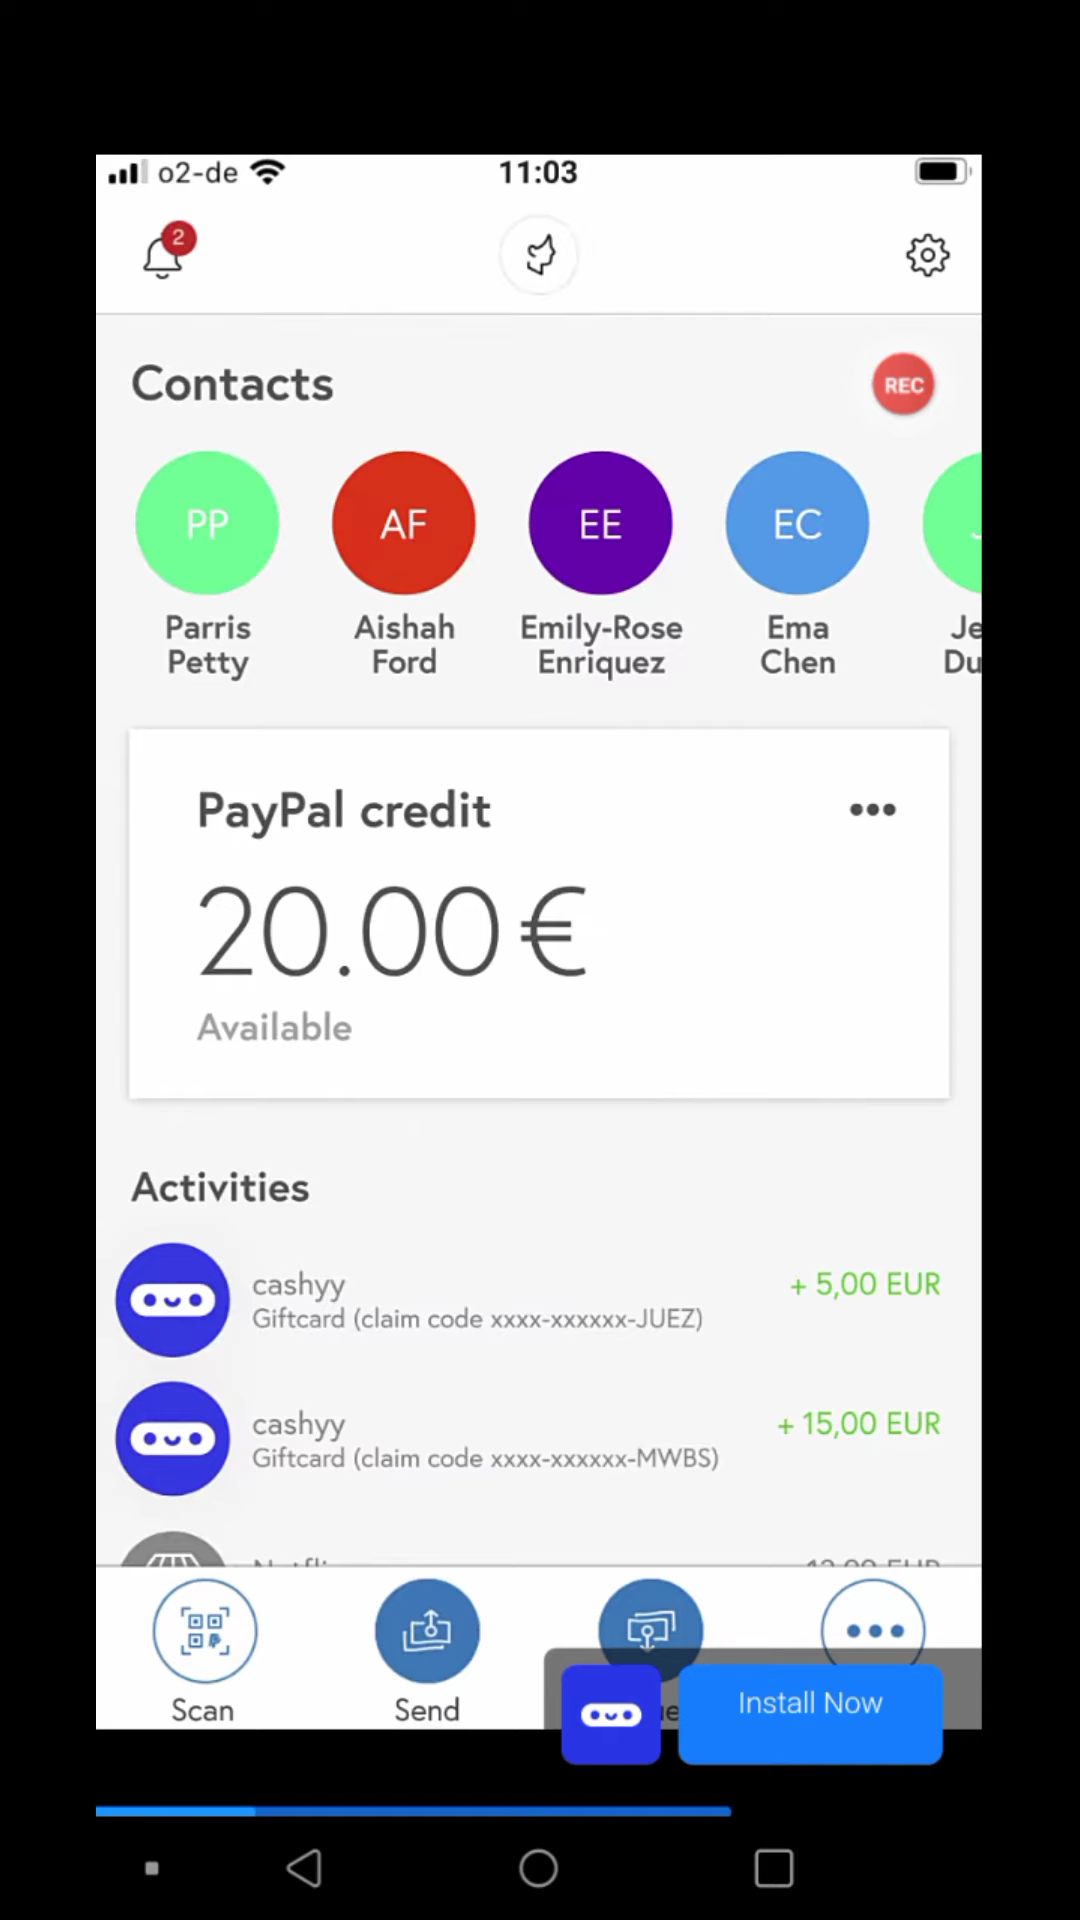 o2-de
11:03
2
Contacts
REC
PP
AF
EE
EC
Parris Petty
Aishah Ford
Emily-Rose Enriquez
Ema Chen
Je
Du
PayPal credit
•••
20.00 €
Available
Activities
cashyy
+ 5,00 EUR
Giftcard (claim code xxxx-xxxxxx-JUEZ)
cashyy
+ 15,00 EUR
Giftcard (claim code xxxx-xxxxxx-MWBS)
Scan
Send
Install Now